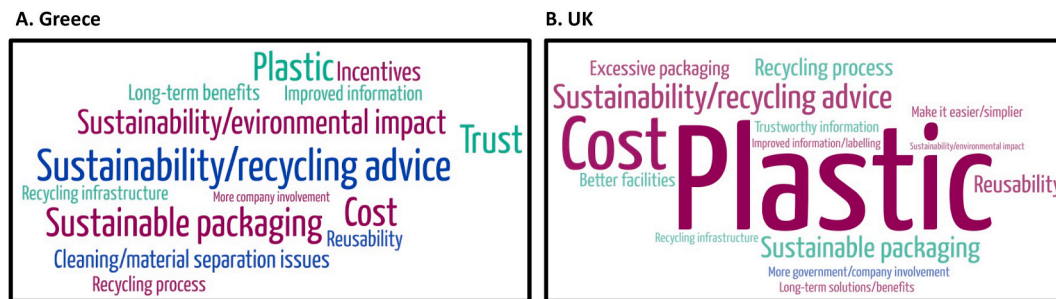 A. Greece
Plastic
Incentives
Long-term benefits
Improved information
Sustainability/evironmental impact
Trust
Sustainability/recycling advice
Recycling infrastructure
More company involvement
Sustainable packaging
Cost
Reusability
Cleaning/material separation issues
Recycling process
B. UK
Excessive packaging
Recycling process
Sustainability/recycling advice
Make it easier/simplier
Cost
Plastic
Trustworthy information
Improved information/labelling
Sustainability/environmental impact
Better facilities
Reusability
Recycling infrastructure
Sustainable packaging
More government/company involvement
Long-term solutions/benefits